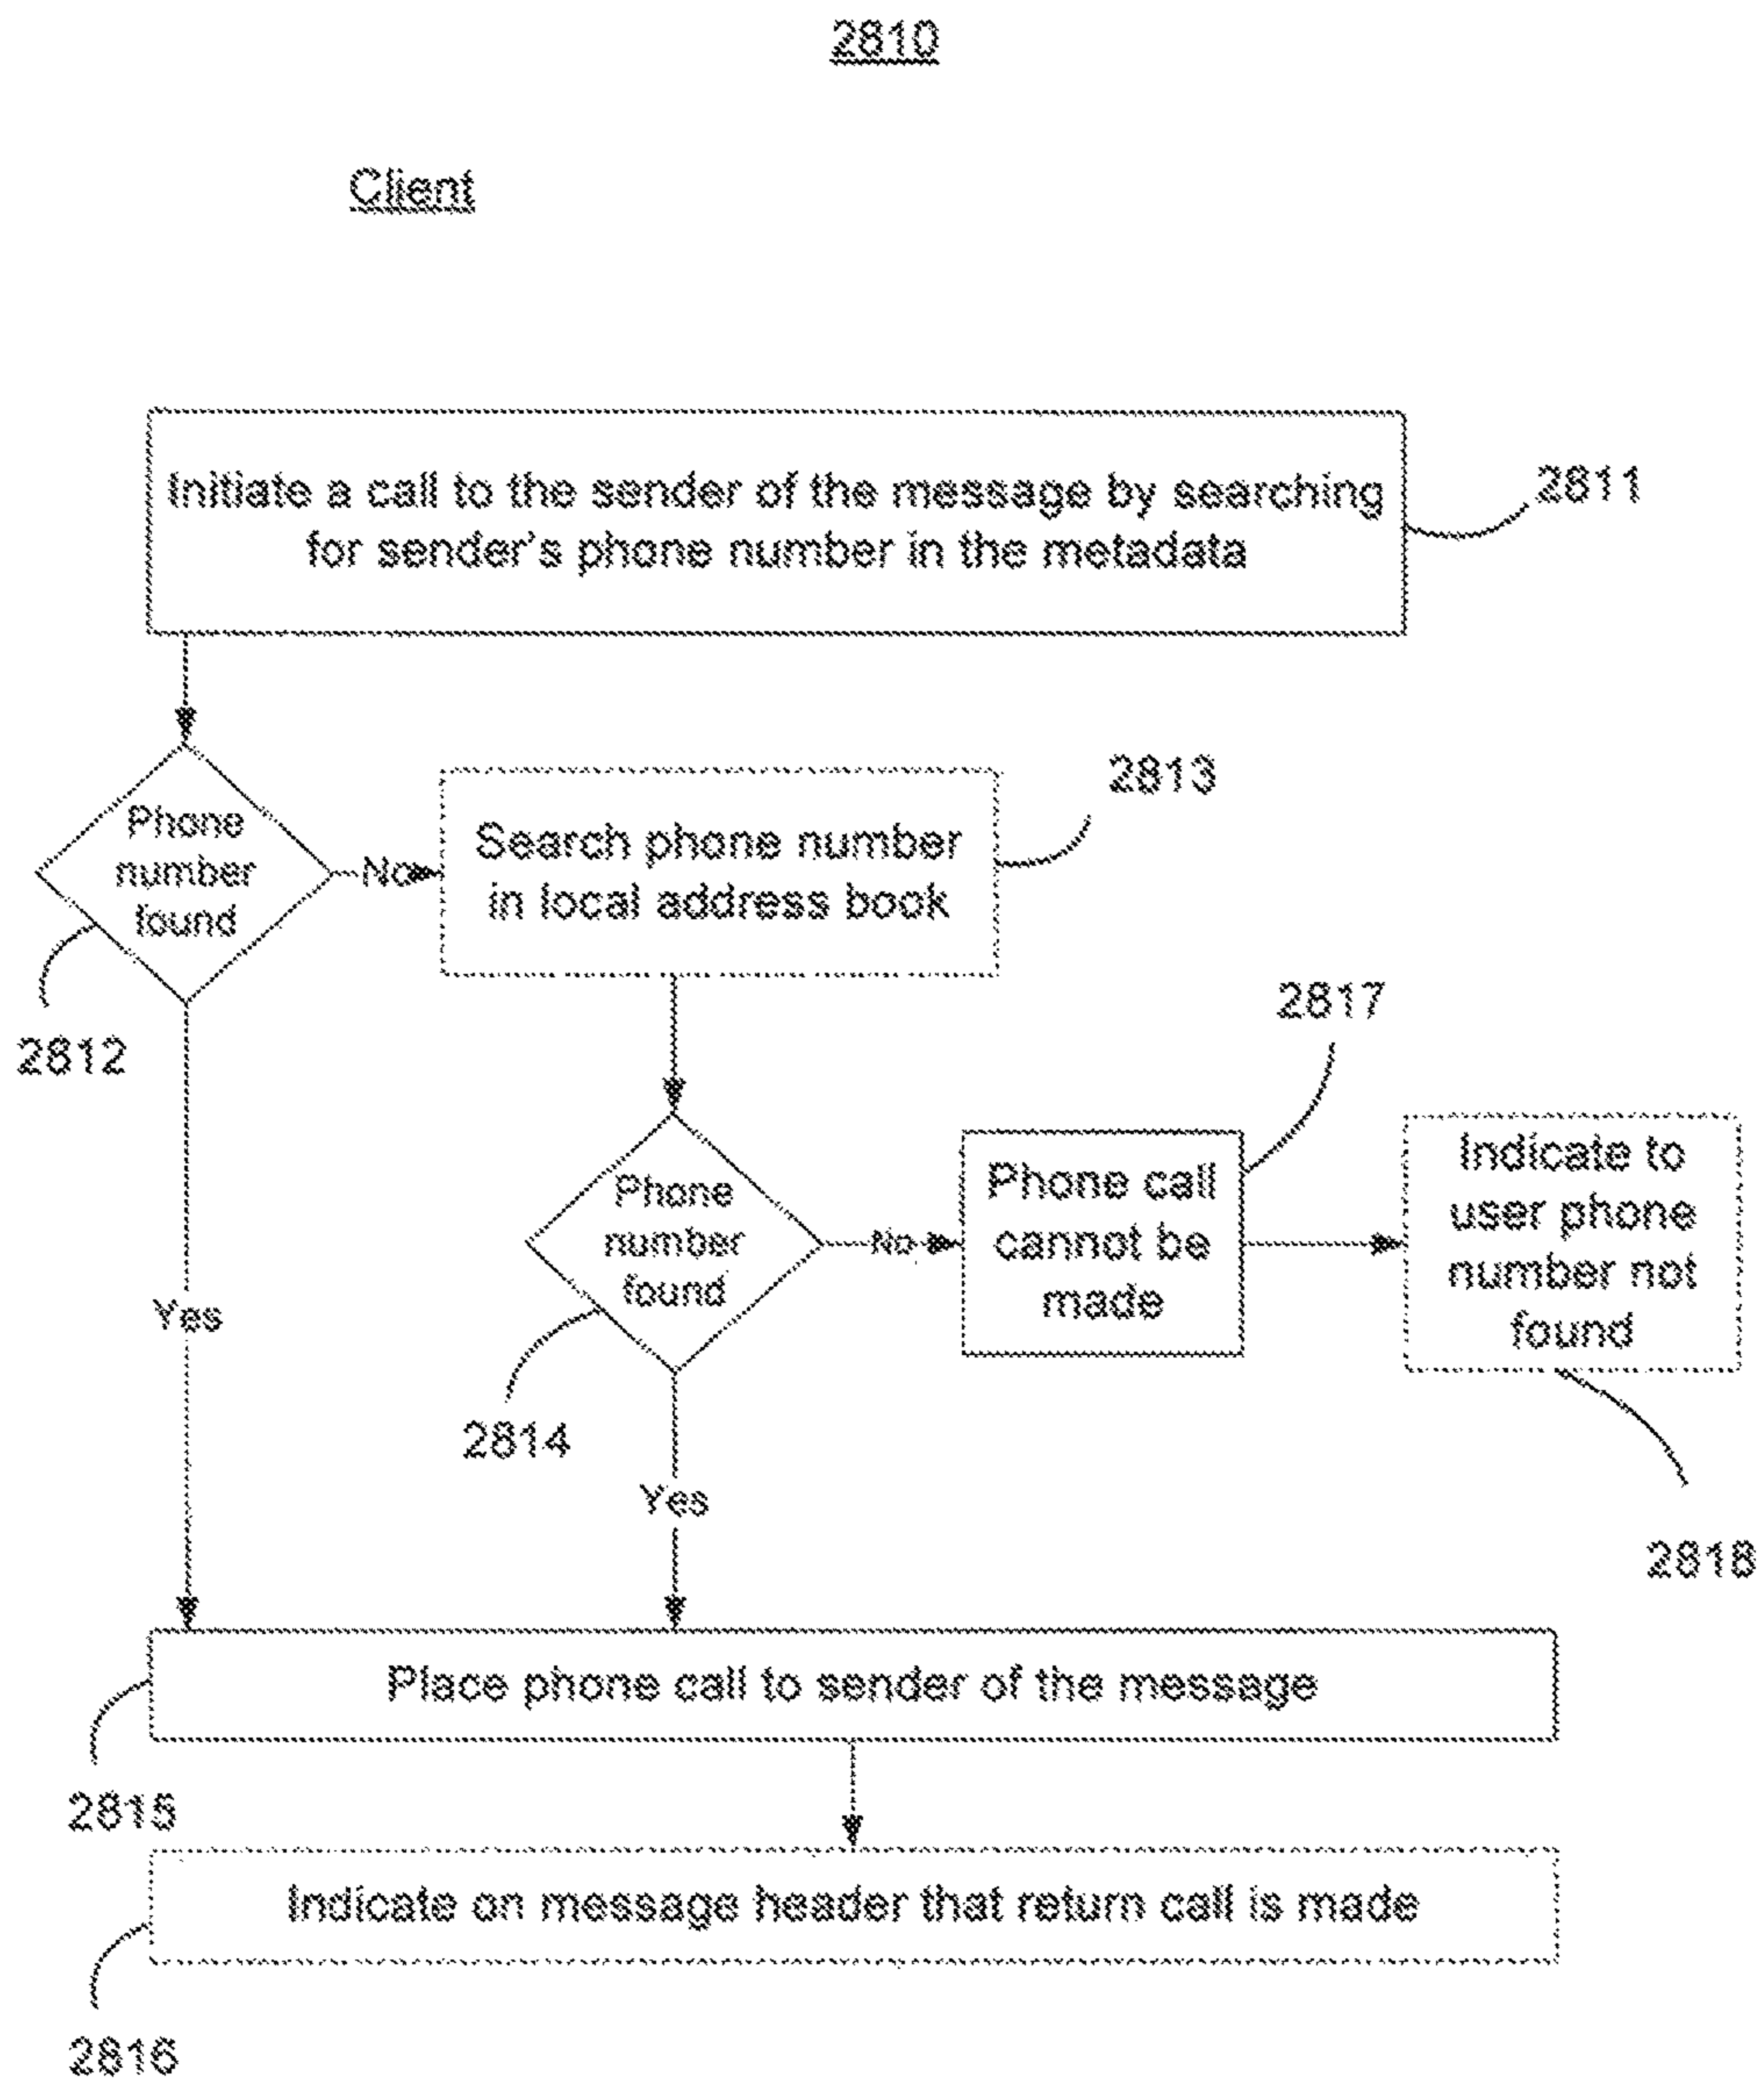 2810
Client
Initiate a call to the sender of the message by searching
for sender's phone number in the metadata
2811
Phone
number
found
2812
No
Search phone number
in local address book
2813
Phone
number
found
2814
No
Phone call
cannot be
made
2817
Indicate to
user phone
number not
found
2818
Yes
Yes
Place phone call to sender of the message
2815
Indicate on message header that return call is made
2816